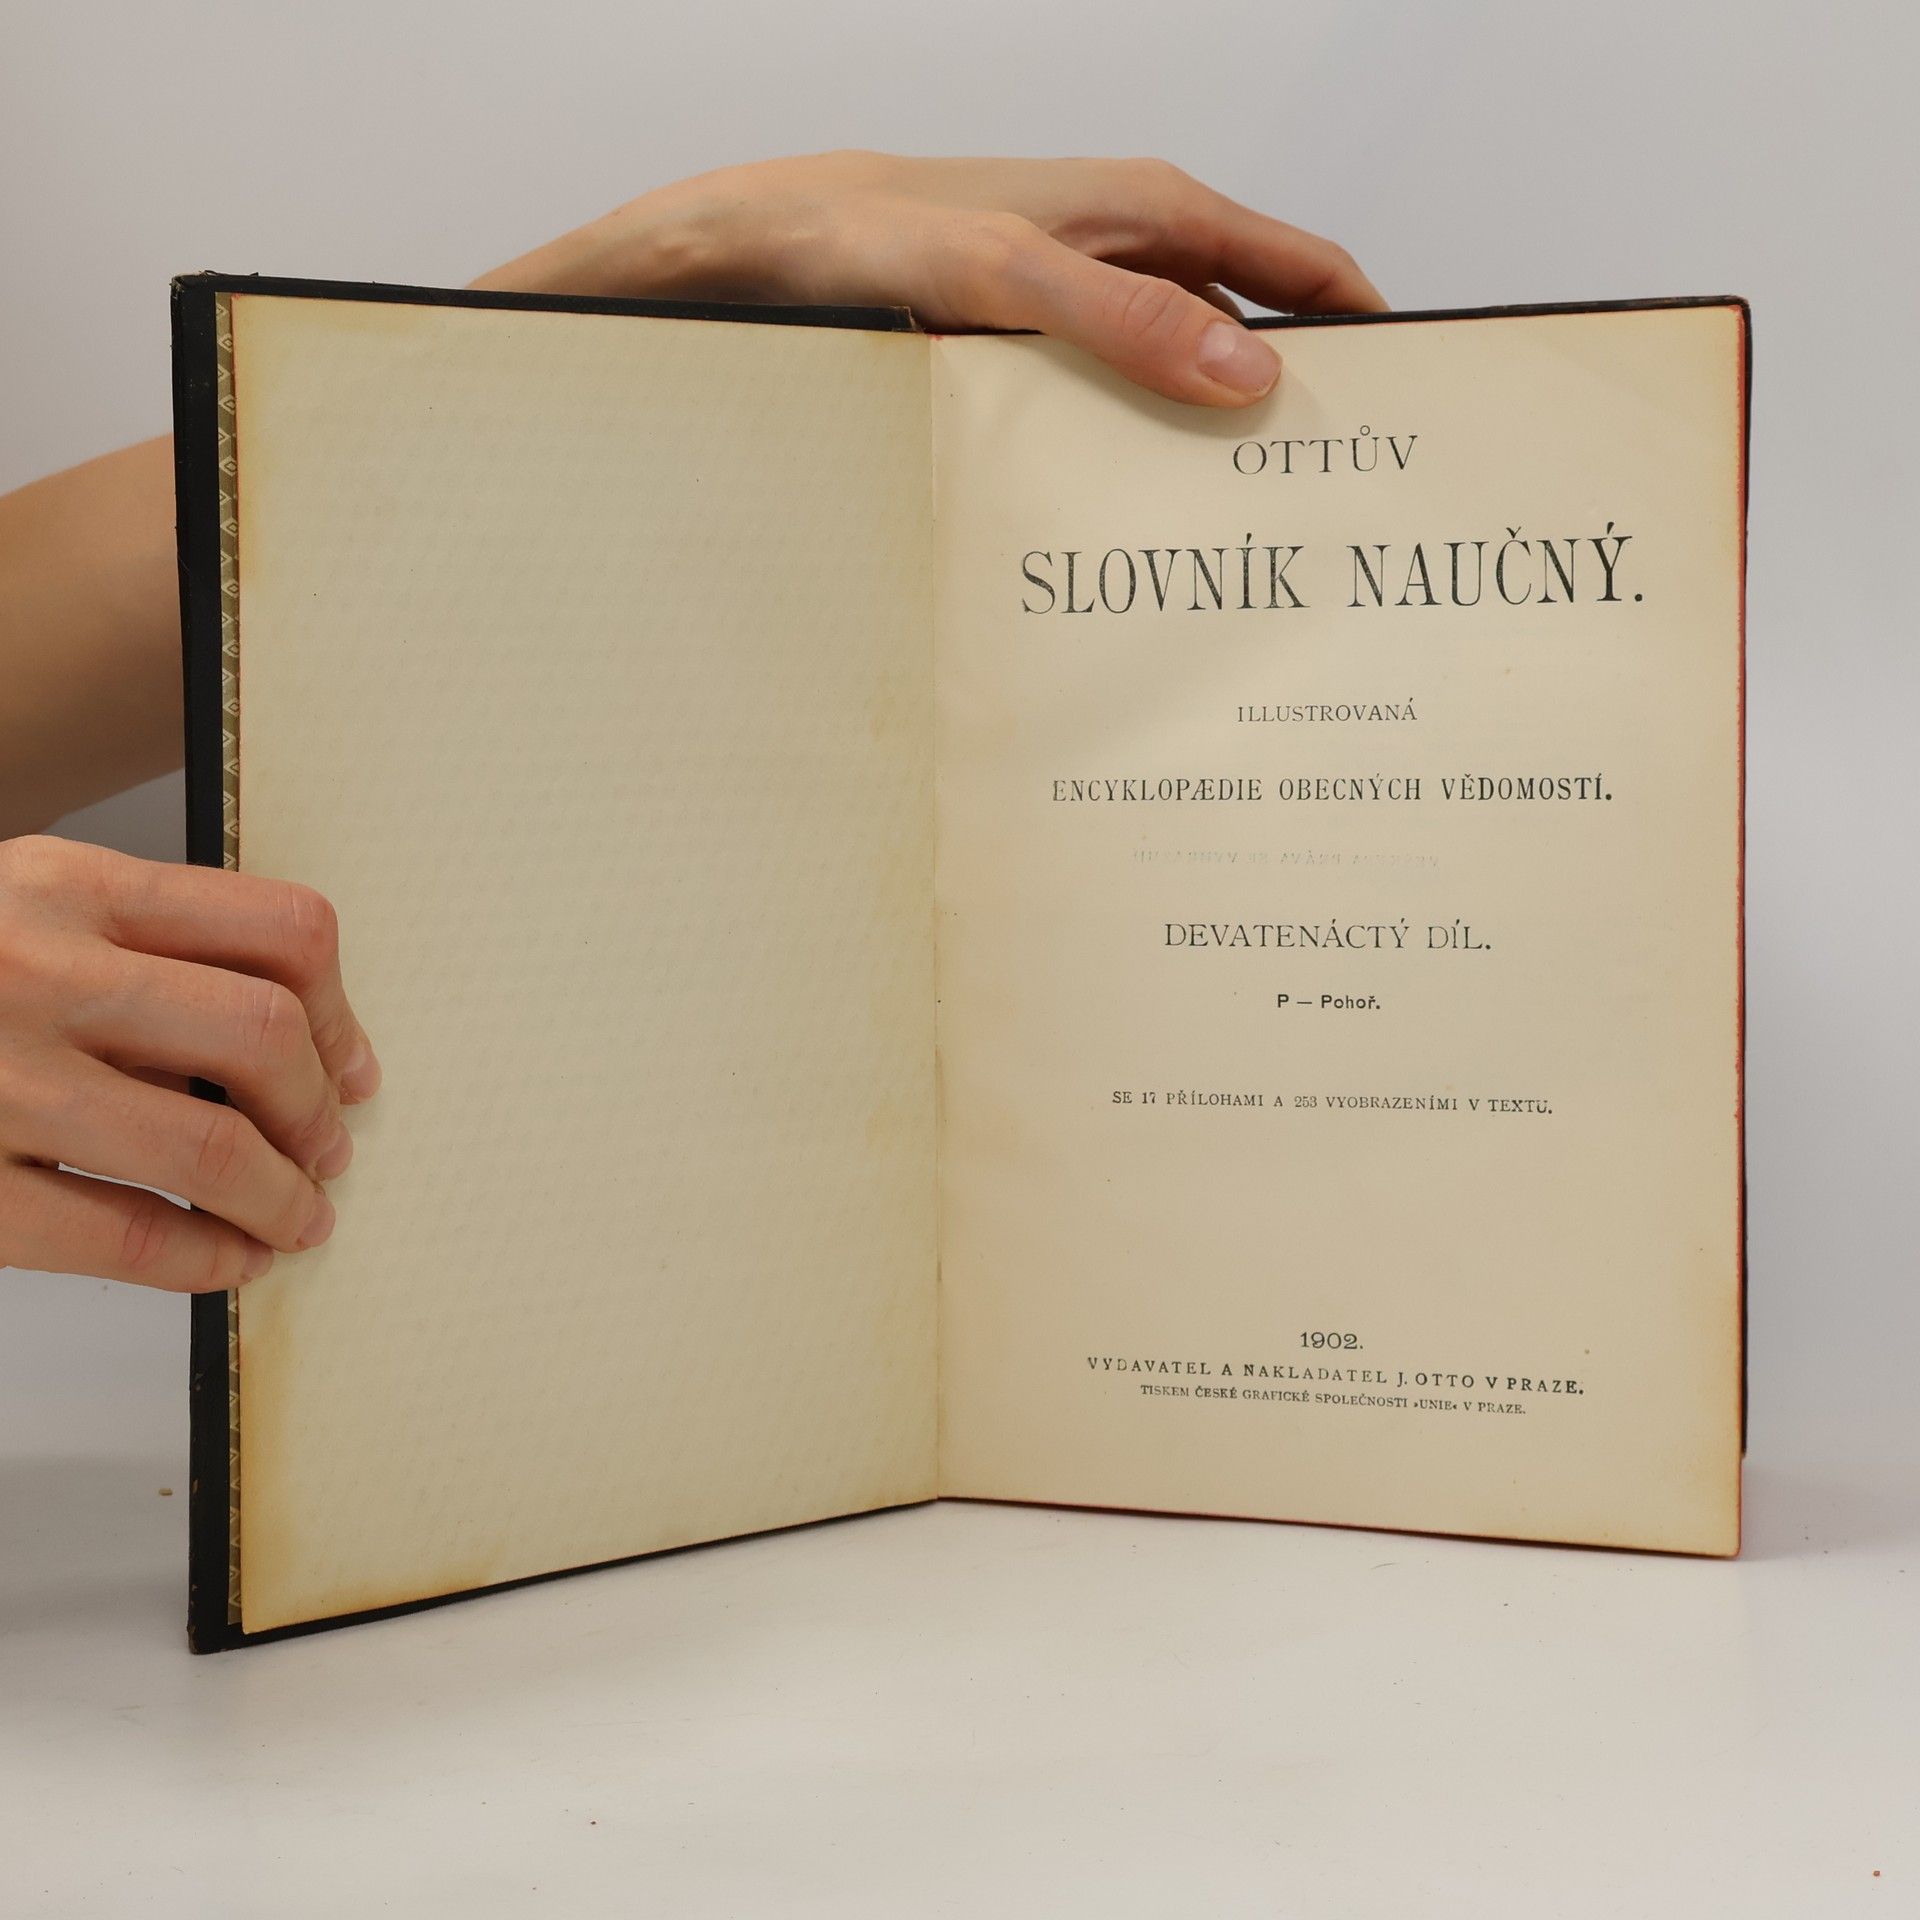 OTTŮV
SLOVNÍK NAUČNÝ.
ILLUSTROVANÁ
ENCYKLOPÆDIE OBECNÝCH VĚDOMOSTÍ.
DEVATENÁCTÝ DÍL.
P — Pohoř.
SE 17 PŘÍLOHAMI A 253 VYOBRAZENÍMI V TEXTU.
1902.
VYDAVATEL A NAKLADATEL J. OTTO V PRAZE.
TISKEM ČESKÉ GRAFICKÉ SPOLEČNOSTI »UNIE« V PRAZE.